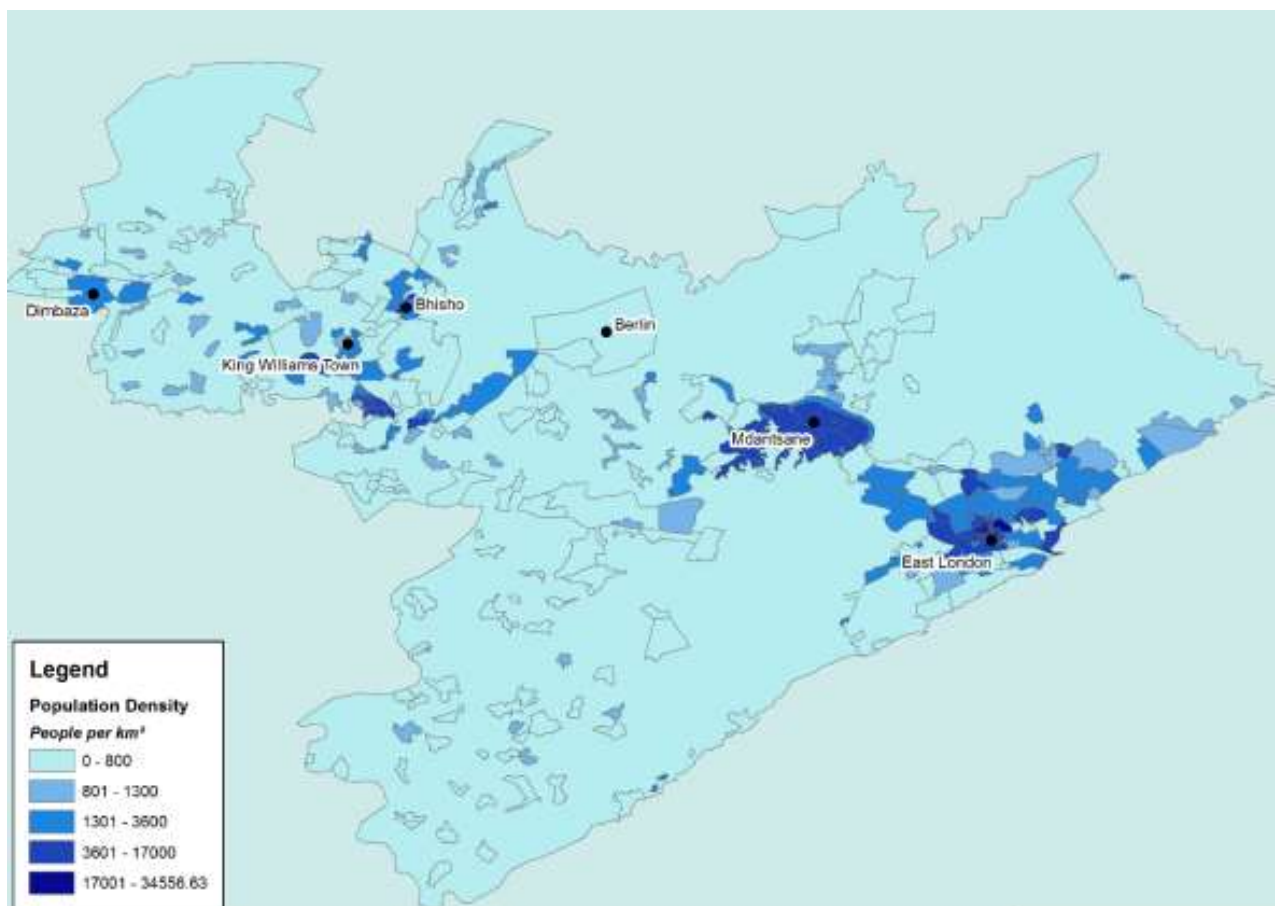 Dimbaza
Bhisho
Berlin
King Williams Town
Mdantsane
East London
Legend
Population Density
People per km²
0 - 800
801 - 1300
1301 - 3600
3601 - 17000
17001 - 34556.63